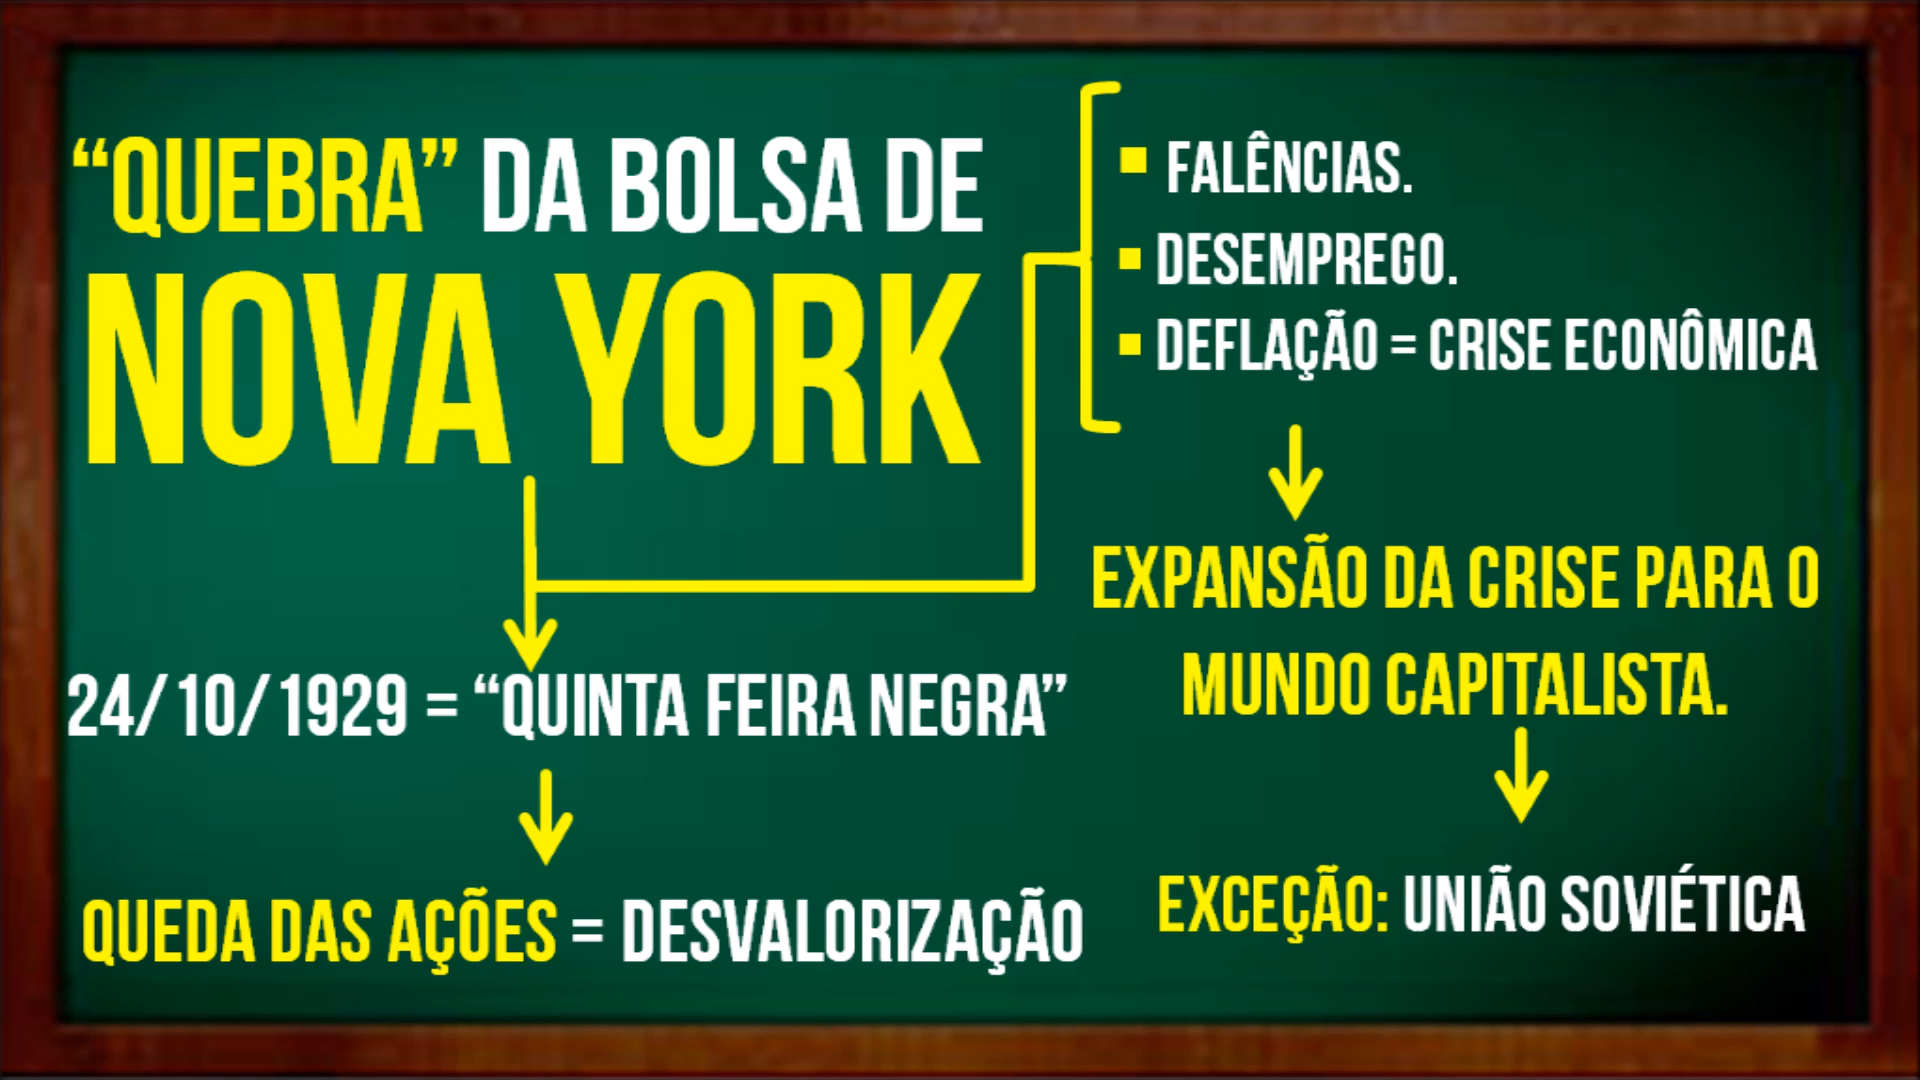 “QUEBRA” DA BOLSA DE
NOVA YORK
24/10/1929 = “QUINTA FEIRA NEGRA”
QUEDA DAS AÇÕES = DESVALORIZAÇÃO
▪ FALÊNCIAS.
▪ DESEMPREGO.
▪ DEFLAÇÃO = CRISE ECONÔMICA
EXPANSÃO DA CRISE PARA O
MUNDO CAPITALISTA.
EXCEÇÃO: UNIÃO SOVIÉTICA